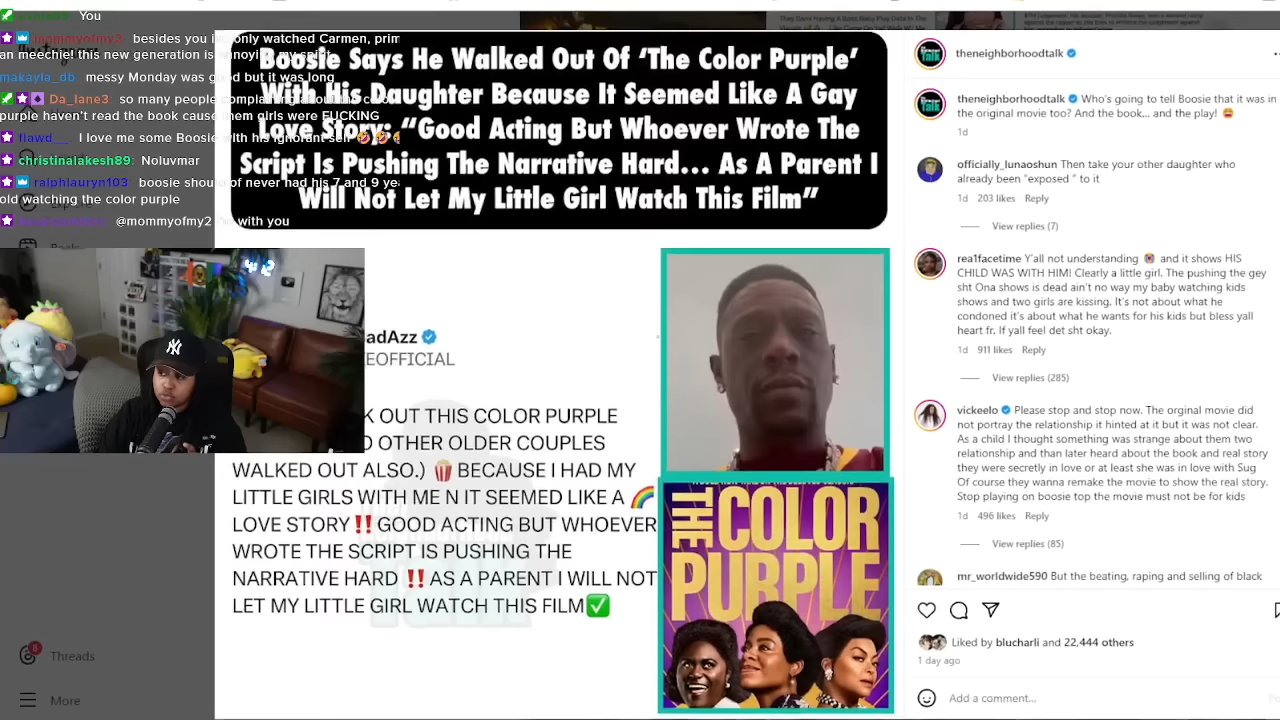 You
besides you i only watched Carmen, prim
an meechel this new generation is annoying my spirit
makayla_db messy Monday was good but it was long
Da_lane3 so many people complaining about the color
purple haven't read the book cause them girls were FUCKING
flawd__ I love me some Boosie with his ignorant self
christinalakesh89: Noluvmar
ralphlauryn103 boosie should of never had his 7 and 9 yea
old watching the color purple
@mommyofmy2 I'm with you
Boosie Says He Walked Out Of ‘The Color Purple’
With His Daughter Because It Seemed Like A Gay
Love Story: “Good Acting But Whoever Wrote The
Script Is Pushing The Narrative Hard... As A Parent I
Will Not Let My Little Girl Watch This Film”
adAzz
EOFFICIAL
K OUT THIS COLOR PURPLE
O OTHER OLDER COUPLES
WALKED OUT ALSO.) 🍿 BECAUSE I HAD MY
LITTLE GIRLS WITH ME N IT SEEMED LIKE A 🌈
LOVE STORY‼️GOOD ACTING BUT WHOEVER
WROTE THE SCRIPT IS PUSHING THE
NARRATIVE HARD ‼️AS A PARENT I WILL NOT
LET MY LITTLE GIRL WATCH THIS FILM✅
THE COLOR
PURPLE
Threads
More
theneighborhoodtalk
theneighborhoodtalk Who's going to tell Boosie that it was in
the original movie too? And the book... and the play! 😩
1d
officially_lunaoshun Then take your other daughter who
already been "exposed " to it
1d 203 likes Reply
View replies (7)
rea1facetime Y'all not understanding and it shows HIS
CHILD WAS WITH HIM! Clearly a little girl. The pushing the gey
sht Ona shows is dead ain't no way my baby watching kids
shows and two girls are kissing. It's not about what he
condoned it's about what he wants for his kids but bless yall
heart fr. If yall feel det sht okay.
1d 911 likes Reply
View replies (285)
vickeelo Please stop and stop now. The orginal movie did
not portray the relationship it hinted at it but it was not clear.
As a child I thought something was strange about them two
relationship and than later heard about the book and real story
they were secretly in love or at least she was in love with Sug
Of course they wanna remake the movie to show the real story.
Stop playing on boosie top the movie must not be for kids
1d 496 likes Reply
View replies (85)
mr_worldwide590 But the beating, raping and selling of black
Liked by blucharli and 22,444 others
1 day ago
Add a comment...